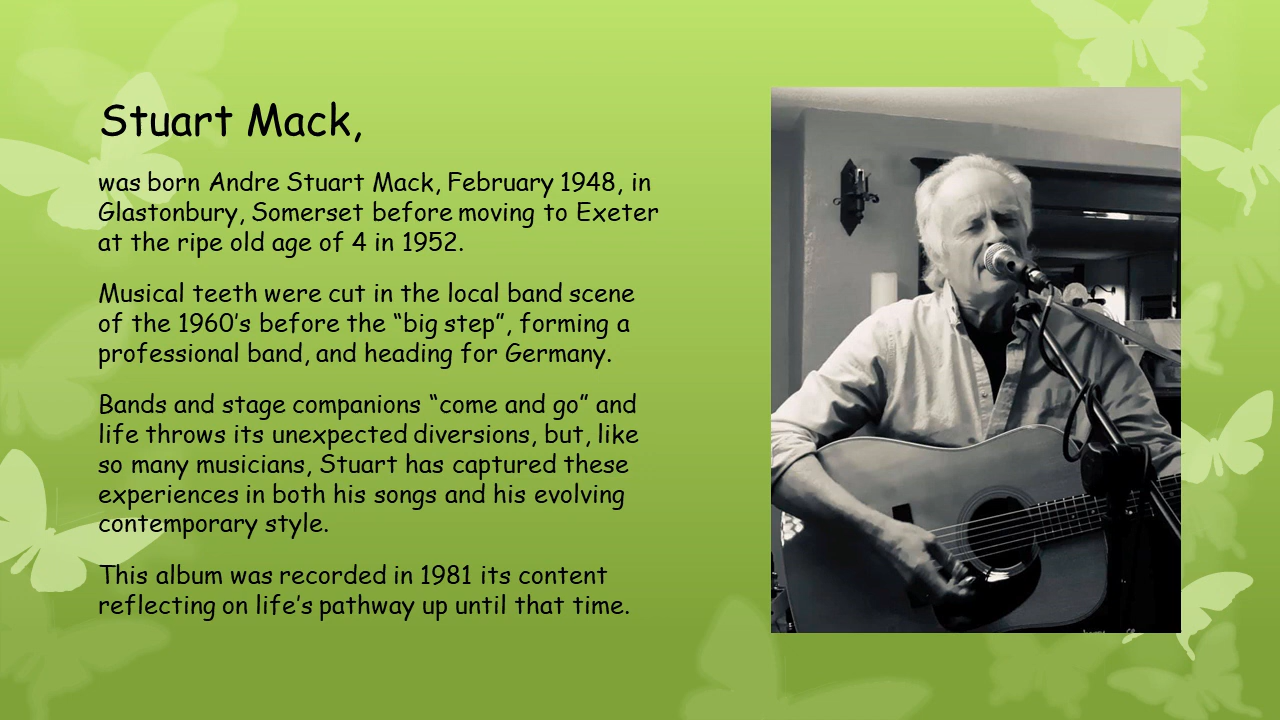 Stuart Mack,
was born Andre Stuart Mack, February 1948, in
Glastonbury, Somerset before moving to Exeter
at the ripe old age of 4 in 1952.
Musical teeth were cut in the local band scene
of the 1960’s before the “big step”, forming a
professional band, and heading for Germany.
Bands and stage companions “come and go” and
life throws its unexpected diversions, but, like
so many musicians, Stuart has captured these
experiences in both his songs and his evolving
contemporary style.
This album was recorded in 1981 its content
reflecting on life’s pathway up until that time.